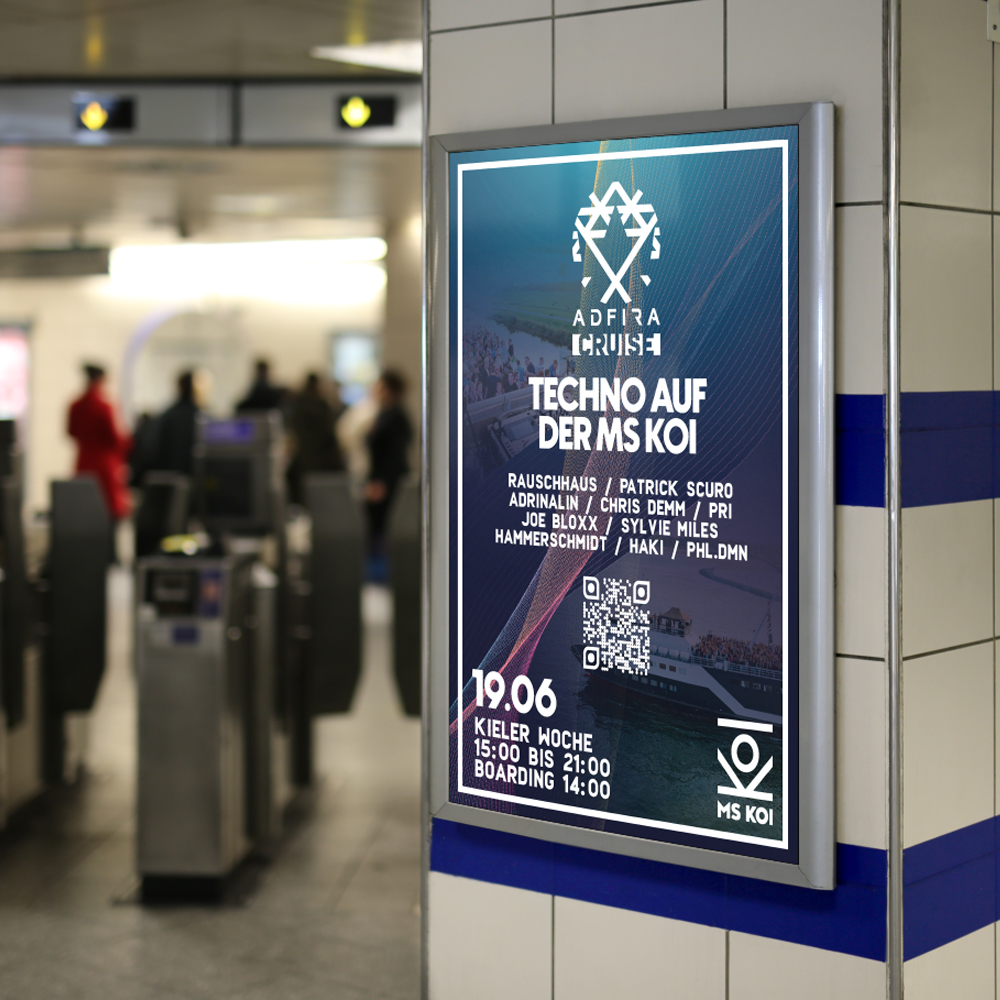 ADFIRA
CRUISE
TECHNO AUF
DER MS KOI
RAUSCHHAUS / PATRICK SCURO
ADRINALIN / CHRIS DEMM / PRI
JOE BLOXX / SYLVIE MILES
HAMMERSCHMIDT / HAKI / PHL.DMN
19.06
KIELER WOCHE
15:00 BIS 21:00
BOARDING 14:00
KOI
MS KOI